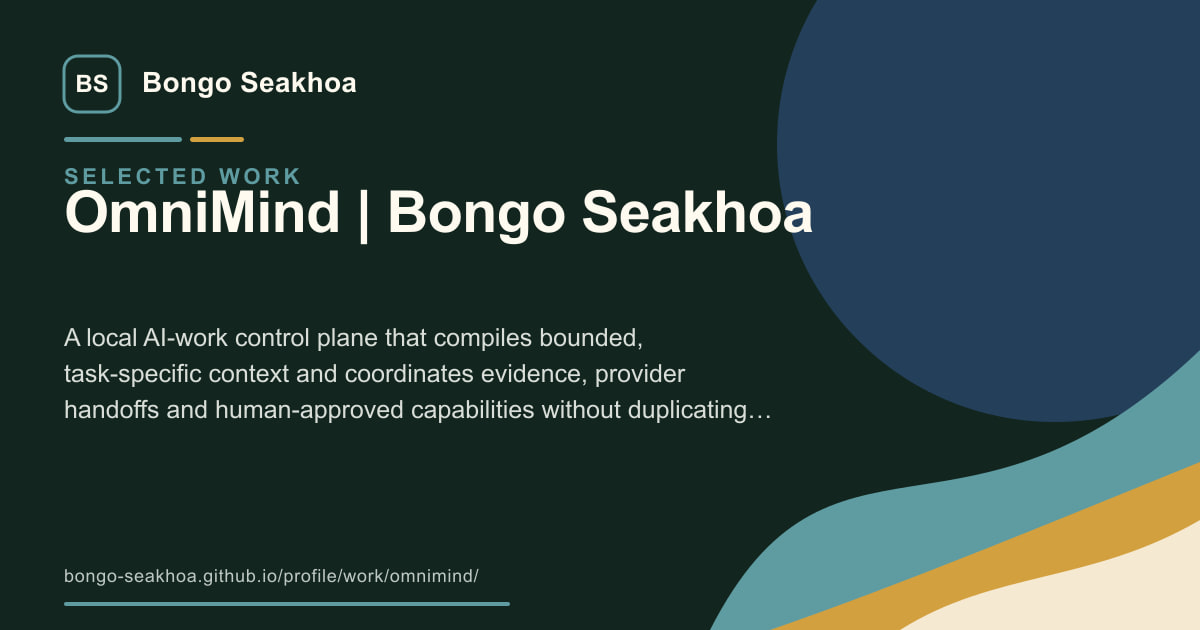 BS
Bongo Seakhoa
SELECTED WORK
OmniMind | Bongo Seakhoa
A local AI-work control plane that compiles bounded,
task-specific context and coordinates evidence, provider
handoffs and human-approved capabilities without duplicating…
bongo-seakhoa.github.io/profile/work/omnimind/